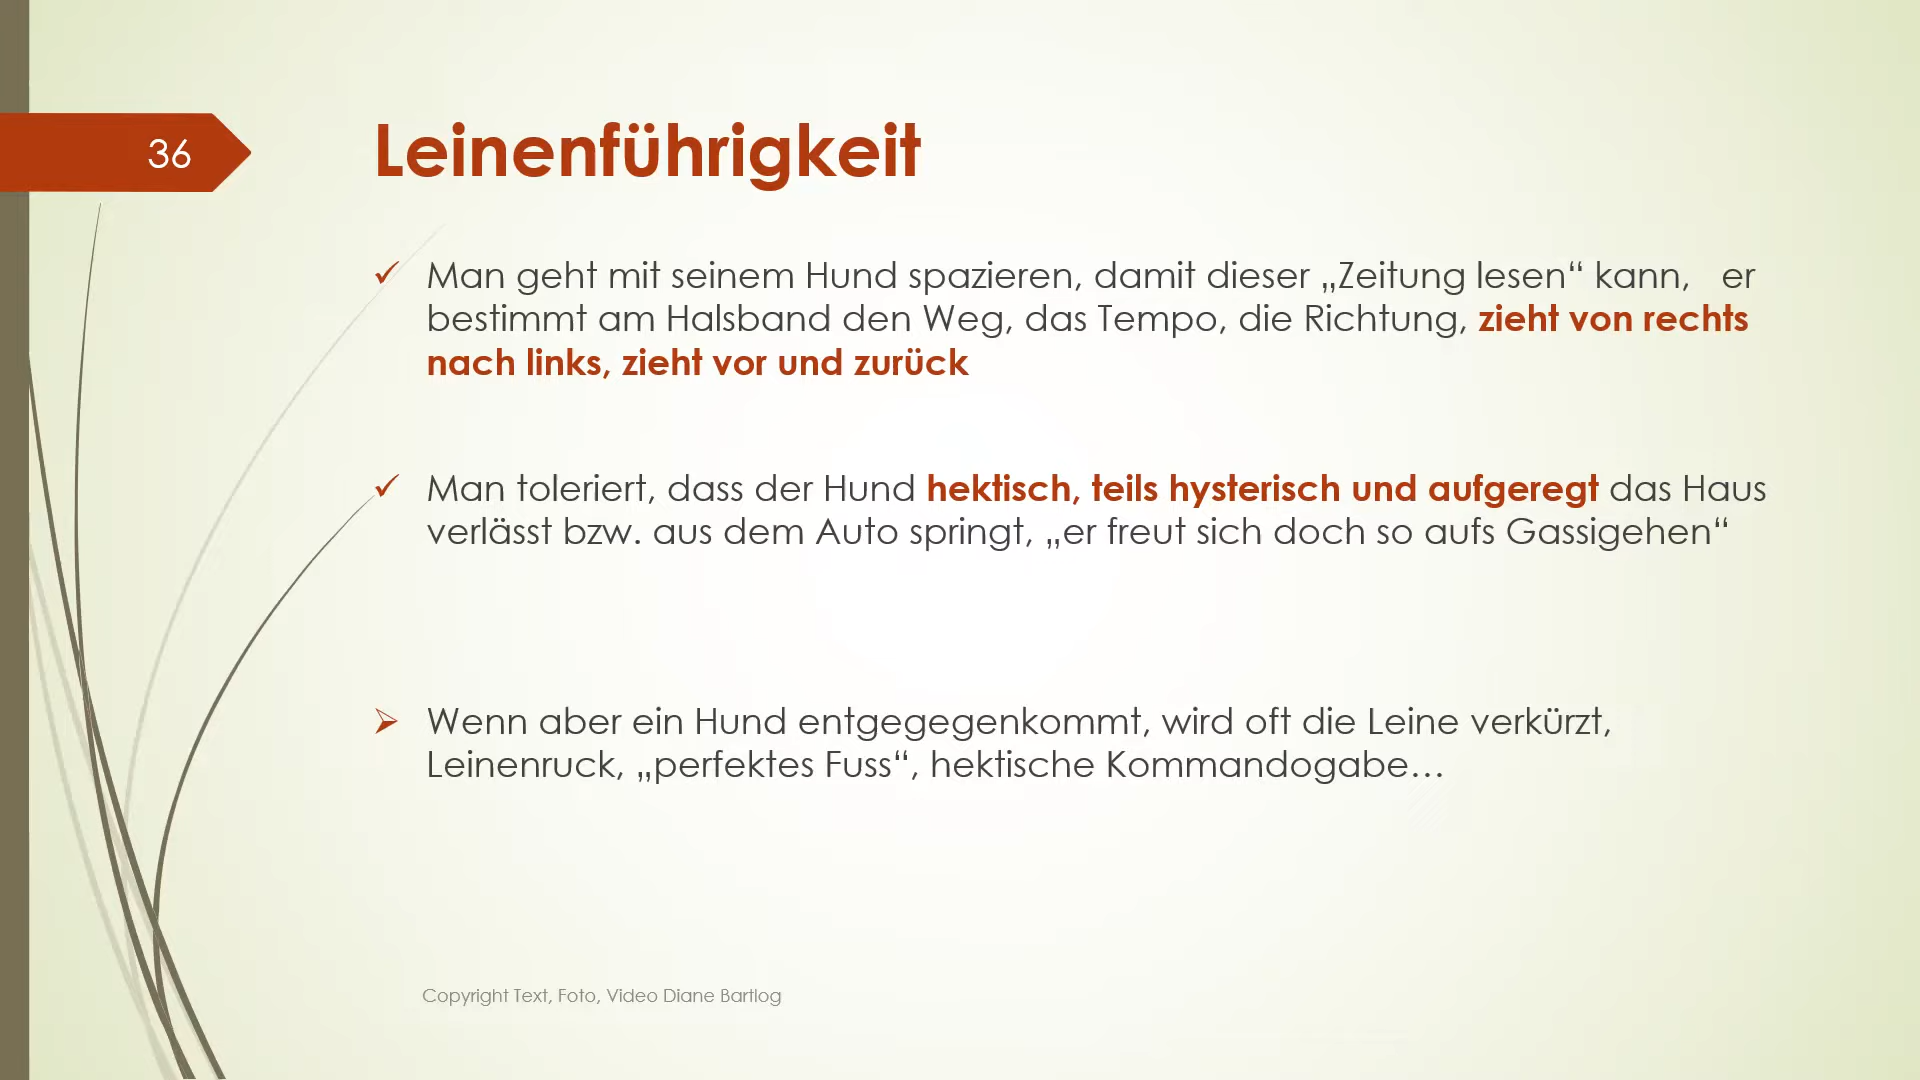 36
Leinenführigkeit
Man geht mit seinem Hund spazieren, damit dieser „Zeitung lesen“ kann, er
bestimmt am Halsband den Weg, das Tempo, die Richtung, zieht von rechts
nach links, zieht vor und zurück
Man toleriert, dass der Hund hektisch, teils hysterisch und aufgeregt das Haus
verlässt bzw. aus dem Auto springt, „er freut sich doch so aufs Gassigehen“
Wenn aber ein Hund entgegegenkommt, wird oft die Leine verkürzt,
Leinenruck, „perfektes Fuss“, hektische Kommandogabe…
Copyright Text, Foto, Video Diane Bartlog